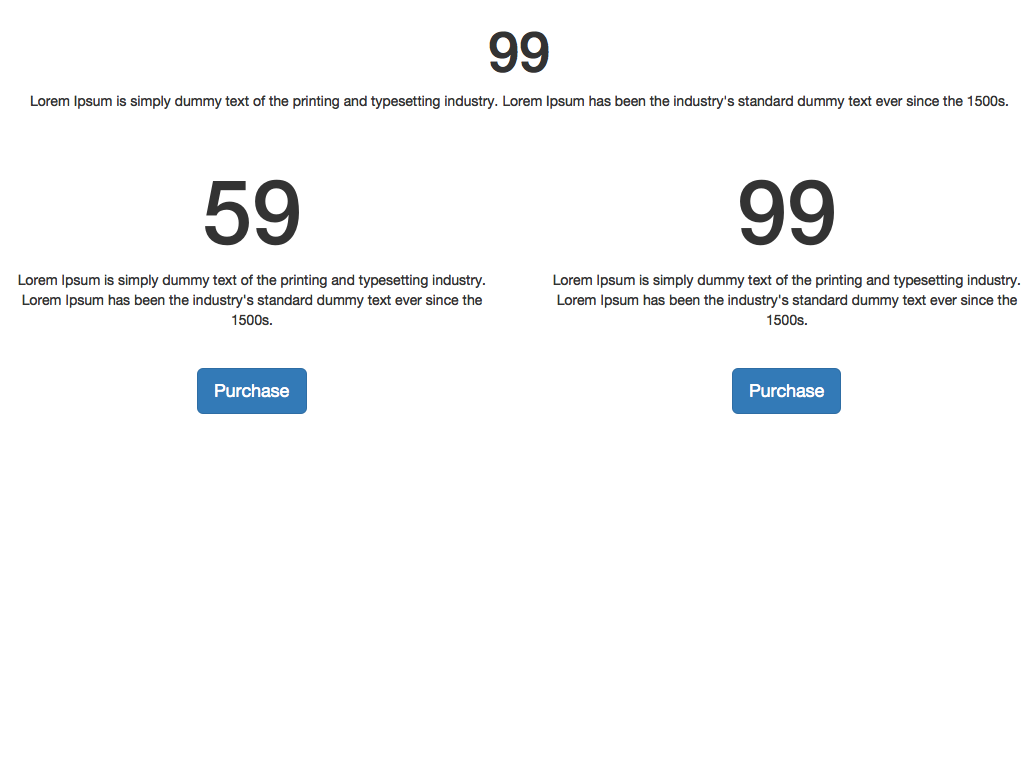 99
Lorem Ipsum is simply dummy text of the printing and typesetting industry. Lorem Ipsum has been the industry's standard dummy text ever since the 1500s.
59
Lorem Ipsum is simply dummy text of the printing and typesetting industry.
Lorem Ipsum has been the industry's standard dummy text ever since the
1500s.
Purchase
99
Lorem Ipsum is simply dummy text of the printing and typesetting industry.
Lorem Ipsum has been the industry's standard dummy text ever since the
1500s.
Purchase